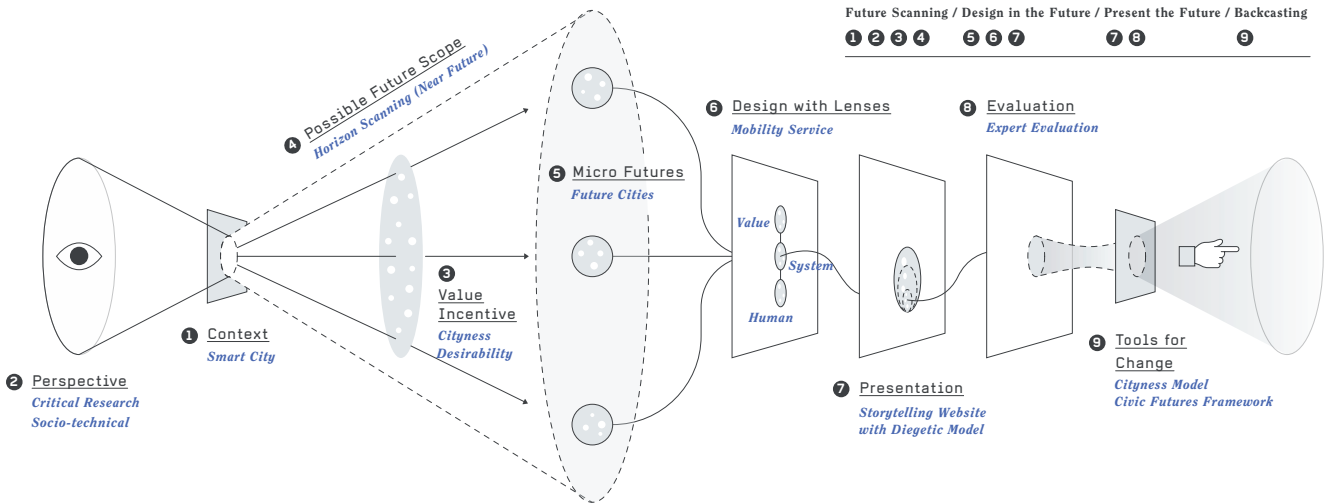 Future Scanning / Design in the Future / Present the Future / Backcasting
1 2 3 4 5 6 7 7 8 9
4 Possible Future Scope
Horizon Scanning (Near Future)
6 Design with Lenses
Mobility Service
8 Evaluation
Expert Evaluation
5 Micro Futures
Future Cities
Value
System
Human
3
Value
Incentive
Cityness
Desirability
1 Context
Smart City
2 Perspective
Critical Research
Socio-technical
7 Presentation
Storytelling Website
with Diegetic Model
9 Tools for
Change
Cityness Model
Civic Futures Framework